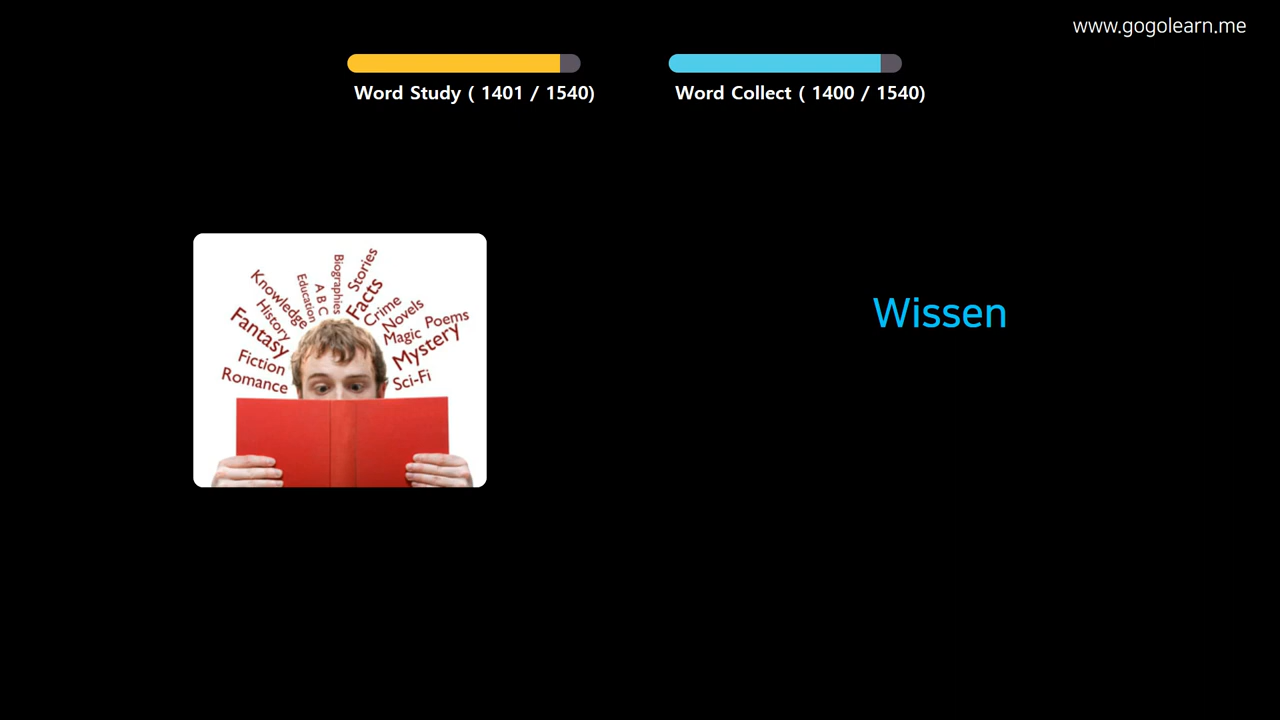 www.gogolearn.me
Word Study ( 1401 / 1540)
Word Collect ( 1400 / 1540)
Wissen
Knowledge
History
Fantasy
Fiction
Romance
Education
A B C
Biographies
Stories
Facts
Crime
Novels
Magic
Poems
Mystery
Sci-Fi